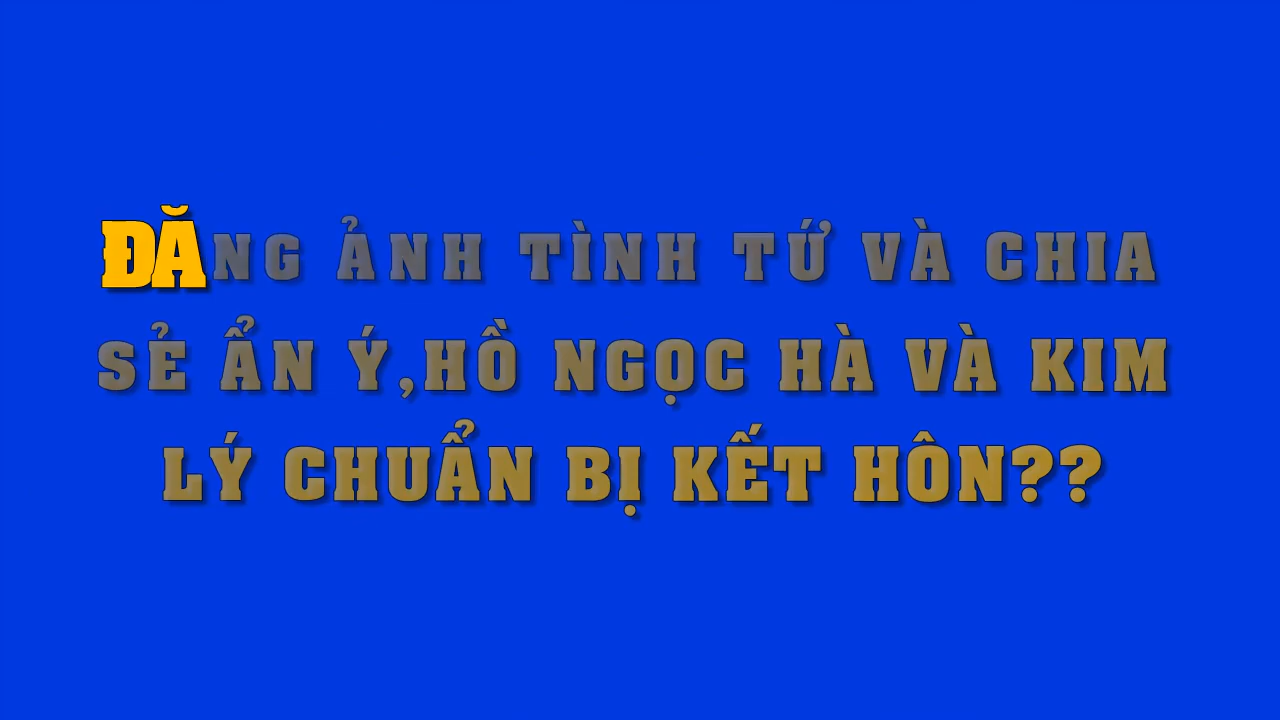 ĐĂNG ẢNH TÌNH TỨ VÀ CHIA
SẺ ẨN Ý,HỒ NGỌC HÀ VÀ KIM
LÝ CHUẨN BỊ KẾT HÔN??